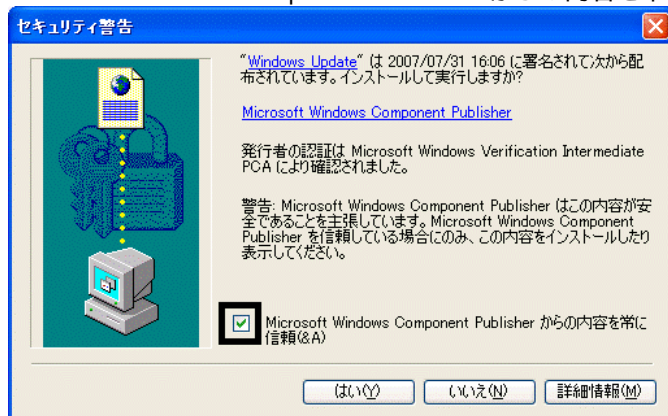 セキュリティ警告
"Windows Update" は 2007/07/31 16:06 に署名されて次から配
布されています。インストールして実行しますか?
Microsoft Windows Component Publisher
発行者の認証は Microsoft Windows Verification Intermediate
PCA により確認されました。
警告: Microsoft Windows Component Publisher はこの内容が安
全であることを主張しています。Microsoft Windows Component
Publisher を信頼している場合にのみ、この内容をインストールしたり
表示してください。
Microsoft Windows Component Publisher からの内容を常に
信頼(&A)
はい(Y)
いいえ(N)
詳細情報(M)